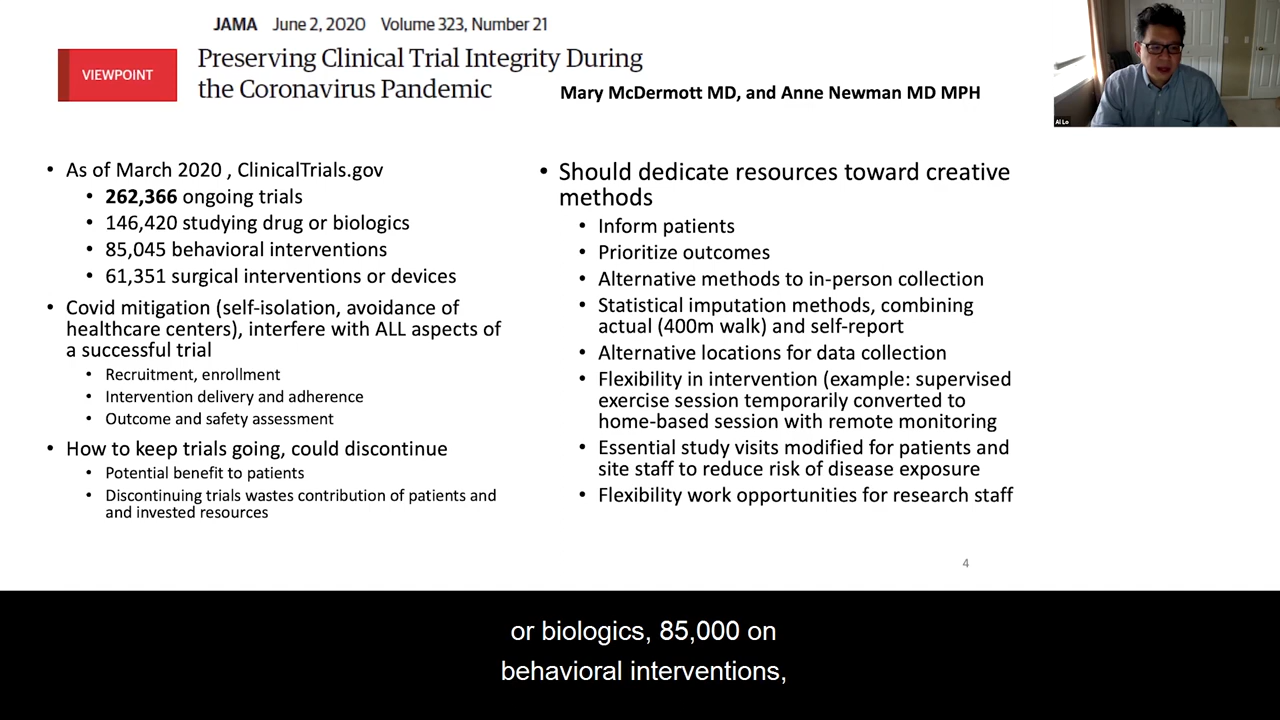 JAMA June 2, 2020 Volume 323, Number 21
VIEWPOINT
Preserving Clinical Trial Integrity During
the Coronavirus Pandemic
Mary McDermott MD, and Anne Newman MD MPH
Al Lo
• As of March 2020 , ClinicalTrials.gov
• 262,366 ongoing trials
• 146,420 studying drug or biologics
• 85,045 behavioral interventions
• 61,351 surgical interventions or devices
• Covid mitigation (self-isolation, avoidance of
healthcare centers), interfere with ALL aspects of
a successful trial
• Recruitment, enrollment
• Intervention delivery and adherence
• Outcome and safety assessment
• How to keep trials going, could discontinue
• Potential benefit to patients
• Discontinuing trials wastes contribution of patients and
and invested resources
• Should dedicate resources toward creative
methods
• Inform patients
• Prioritize outcomes
• Alternative methods to in-person collection
• Statistical imputation methods, combining
actual (400m walk) and self-report
• Alternative locations for data collection
• Flexibility in intervention (example: supervised
exercise session temporarily converted to
home-based session with remote monitoring
• Essential study visits modified for patients and
site staff to reduce risk of disease exposure
• Flexibility work opportunities for research staff
4
or biologics, 85,000 on
behavioral interventions,